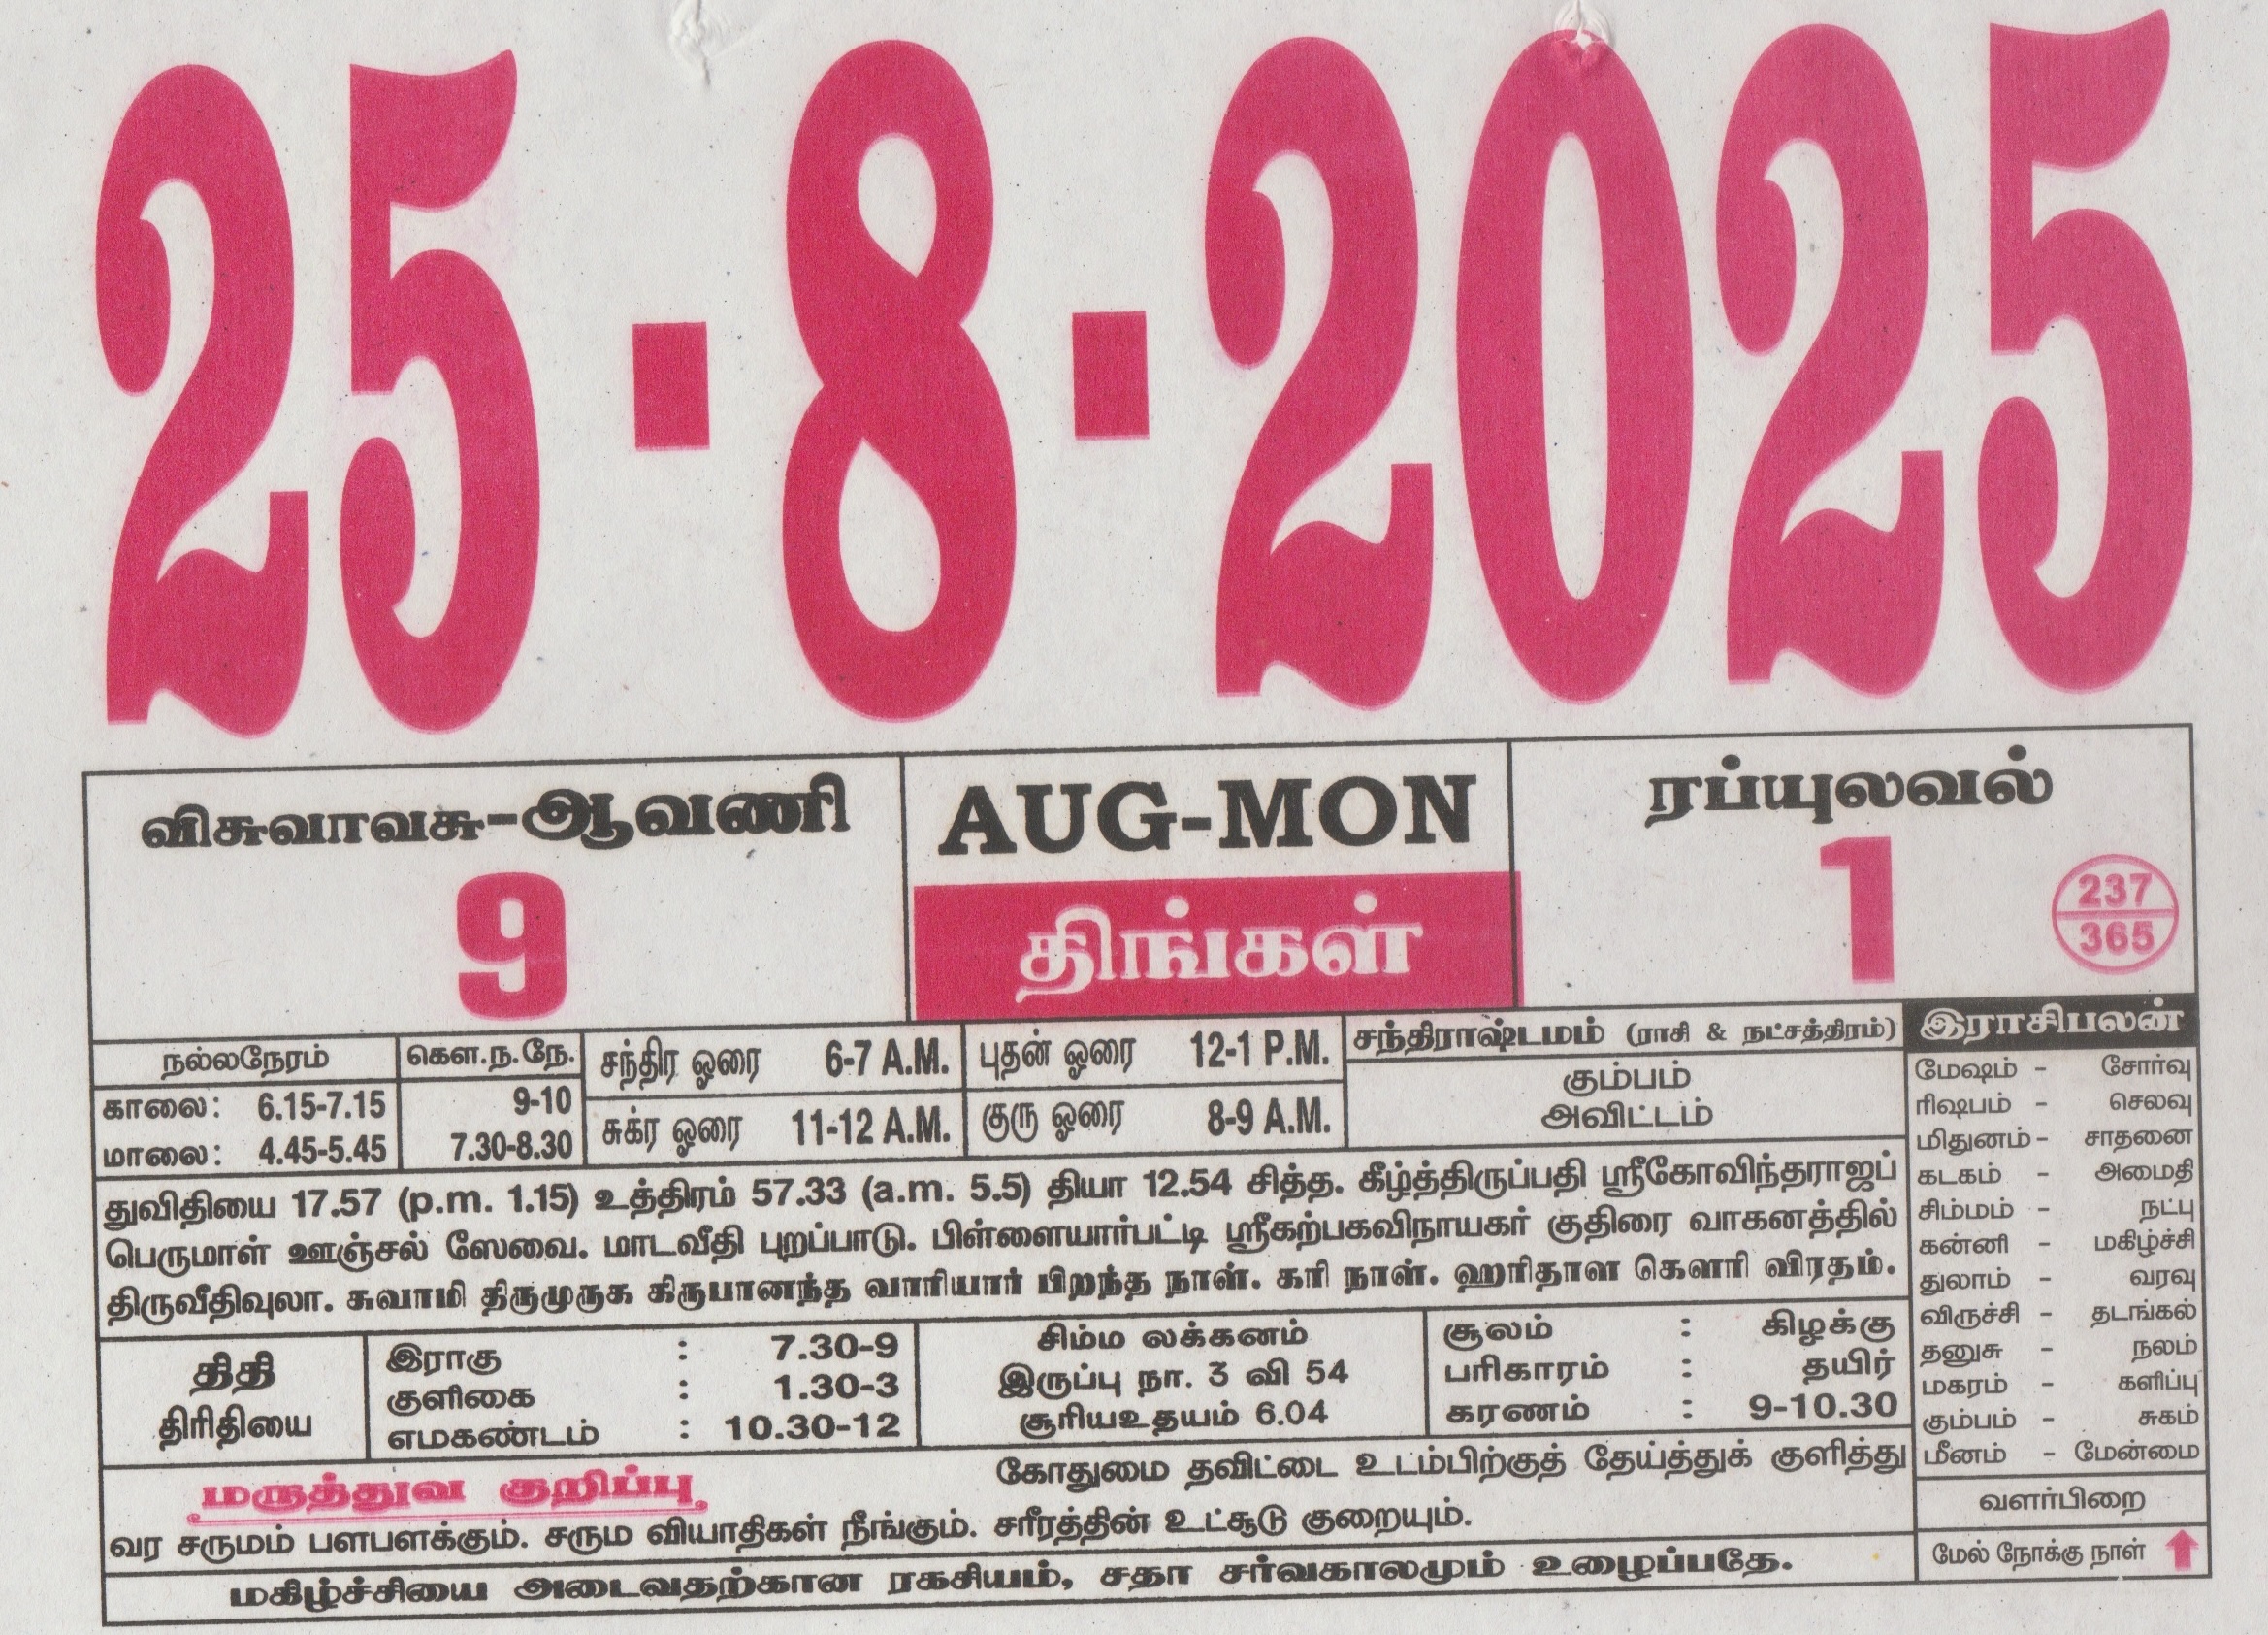 25-8-2025
விசுவாவசு-ஆவணி
9
AUG-MON
திங்கள்
ரப்யுலவல்
1
237
365
நல்லநேரம்
காலை: 6.15-7.15
மாலை: 4.45-5.45
கௌ.ந.நே.
9-10
7.30-8.30
சந்திர ஓரை 6-7 A.M.
சுக்ர ஓரை 11-12 A.M.
புதன் ஓரை 12-1 P.M.
குரு ஓரை 8-9 A.M.
சந்திராஷ்டமம் (ராசி & நட்சத்திரம்)
கும்பம்
அவிட்டம்
துவிதியை 17.57 (p.m. 1.15) உத்திரம் 57.33 (a.m. 5.5) தியா 12.54 சித்த. கீழ்த்திருப்பதி ஸ்ரீகோவிந்தராஜப்
பெருமாள் ஊஞ்சல் ஸேவை. மாடவீதி புறப்பாடு. பிள்ளையார்பட்டி ஸ்ரீகற்பகவிநாயகர் குதிரை வாகனத்தில்
திருவீதிவுலா. சுவாமி திருமுருக கிருபானந்த வாரியார் பிறந்த நாள். கரி நாள். ஹரிதாள கௌரி விரதம்.
திதி
திரிதியை
இராகு : 7.30-9
குளிகை : 1.30-3
எமகண்டம் : 10.30-12
சிம்ம லக்கனம்
இருப்பு நா. 3 வி 54
சூரியஉதயம் 6.04
சூலம் : கிழக்கு
பரிகாரம் : தயிர்
கரணம் : 9-10.30
மருத்துவ குறிப்பு
கோதுமை தவிட்டை உடம்பிற்குத் தேய்த்துக் குளித்து
வர சருமம் பளபளக்கும். சரும வியாதிகள் நீங்கும். சரீரத்தின் உட்சூடு குறையும்.
மகிழ்ச்சியை அடைவதற்கான ரகசியம், சதா சர்வகாலமும் உழைப்பதே.
இராசிபலன்
மேஷம் - சோர்வு
ரிஷபம் - செலவு
மிதுனம் - சாதனை
கடகம் - அமைதி
சிம்மம் - நட்பு
கன்னி - மகிழ்ச்சி
துலாம் - வரவு
விருச்சி - தடங்கல்
தனுசு - நலம்
மகரம் - களிப்பு
கும்பம் - சுகம்
மீனம் - மேன்மை
வளர்பிறை
மேல் நோக்கு நாள்